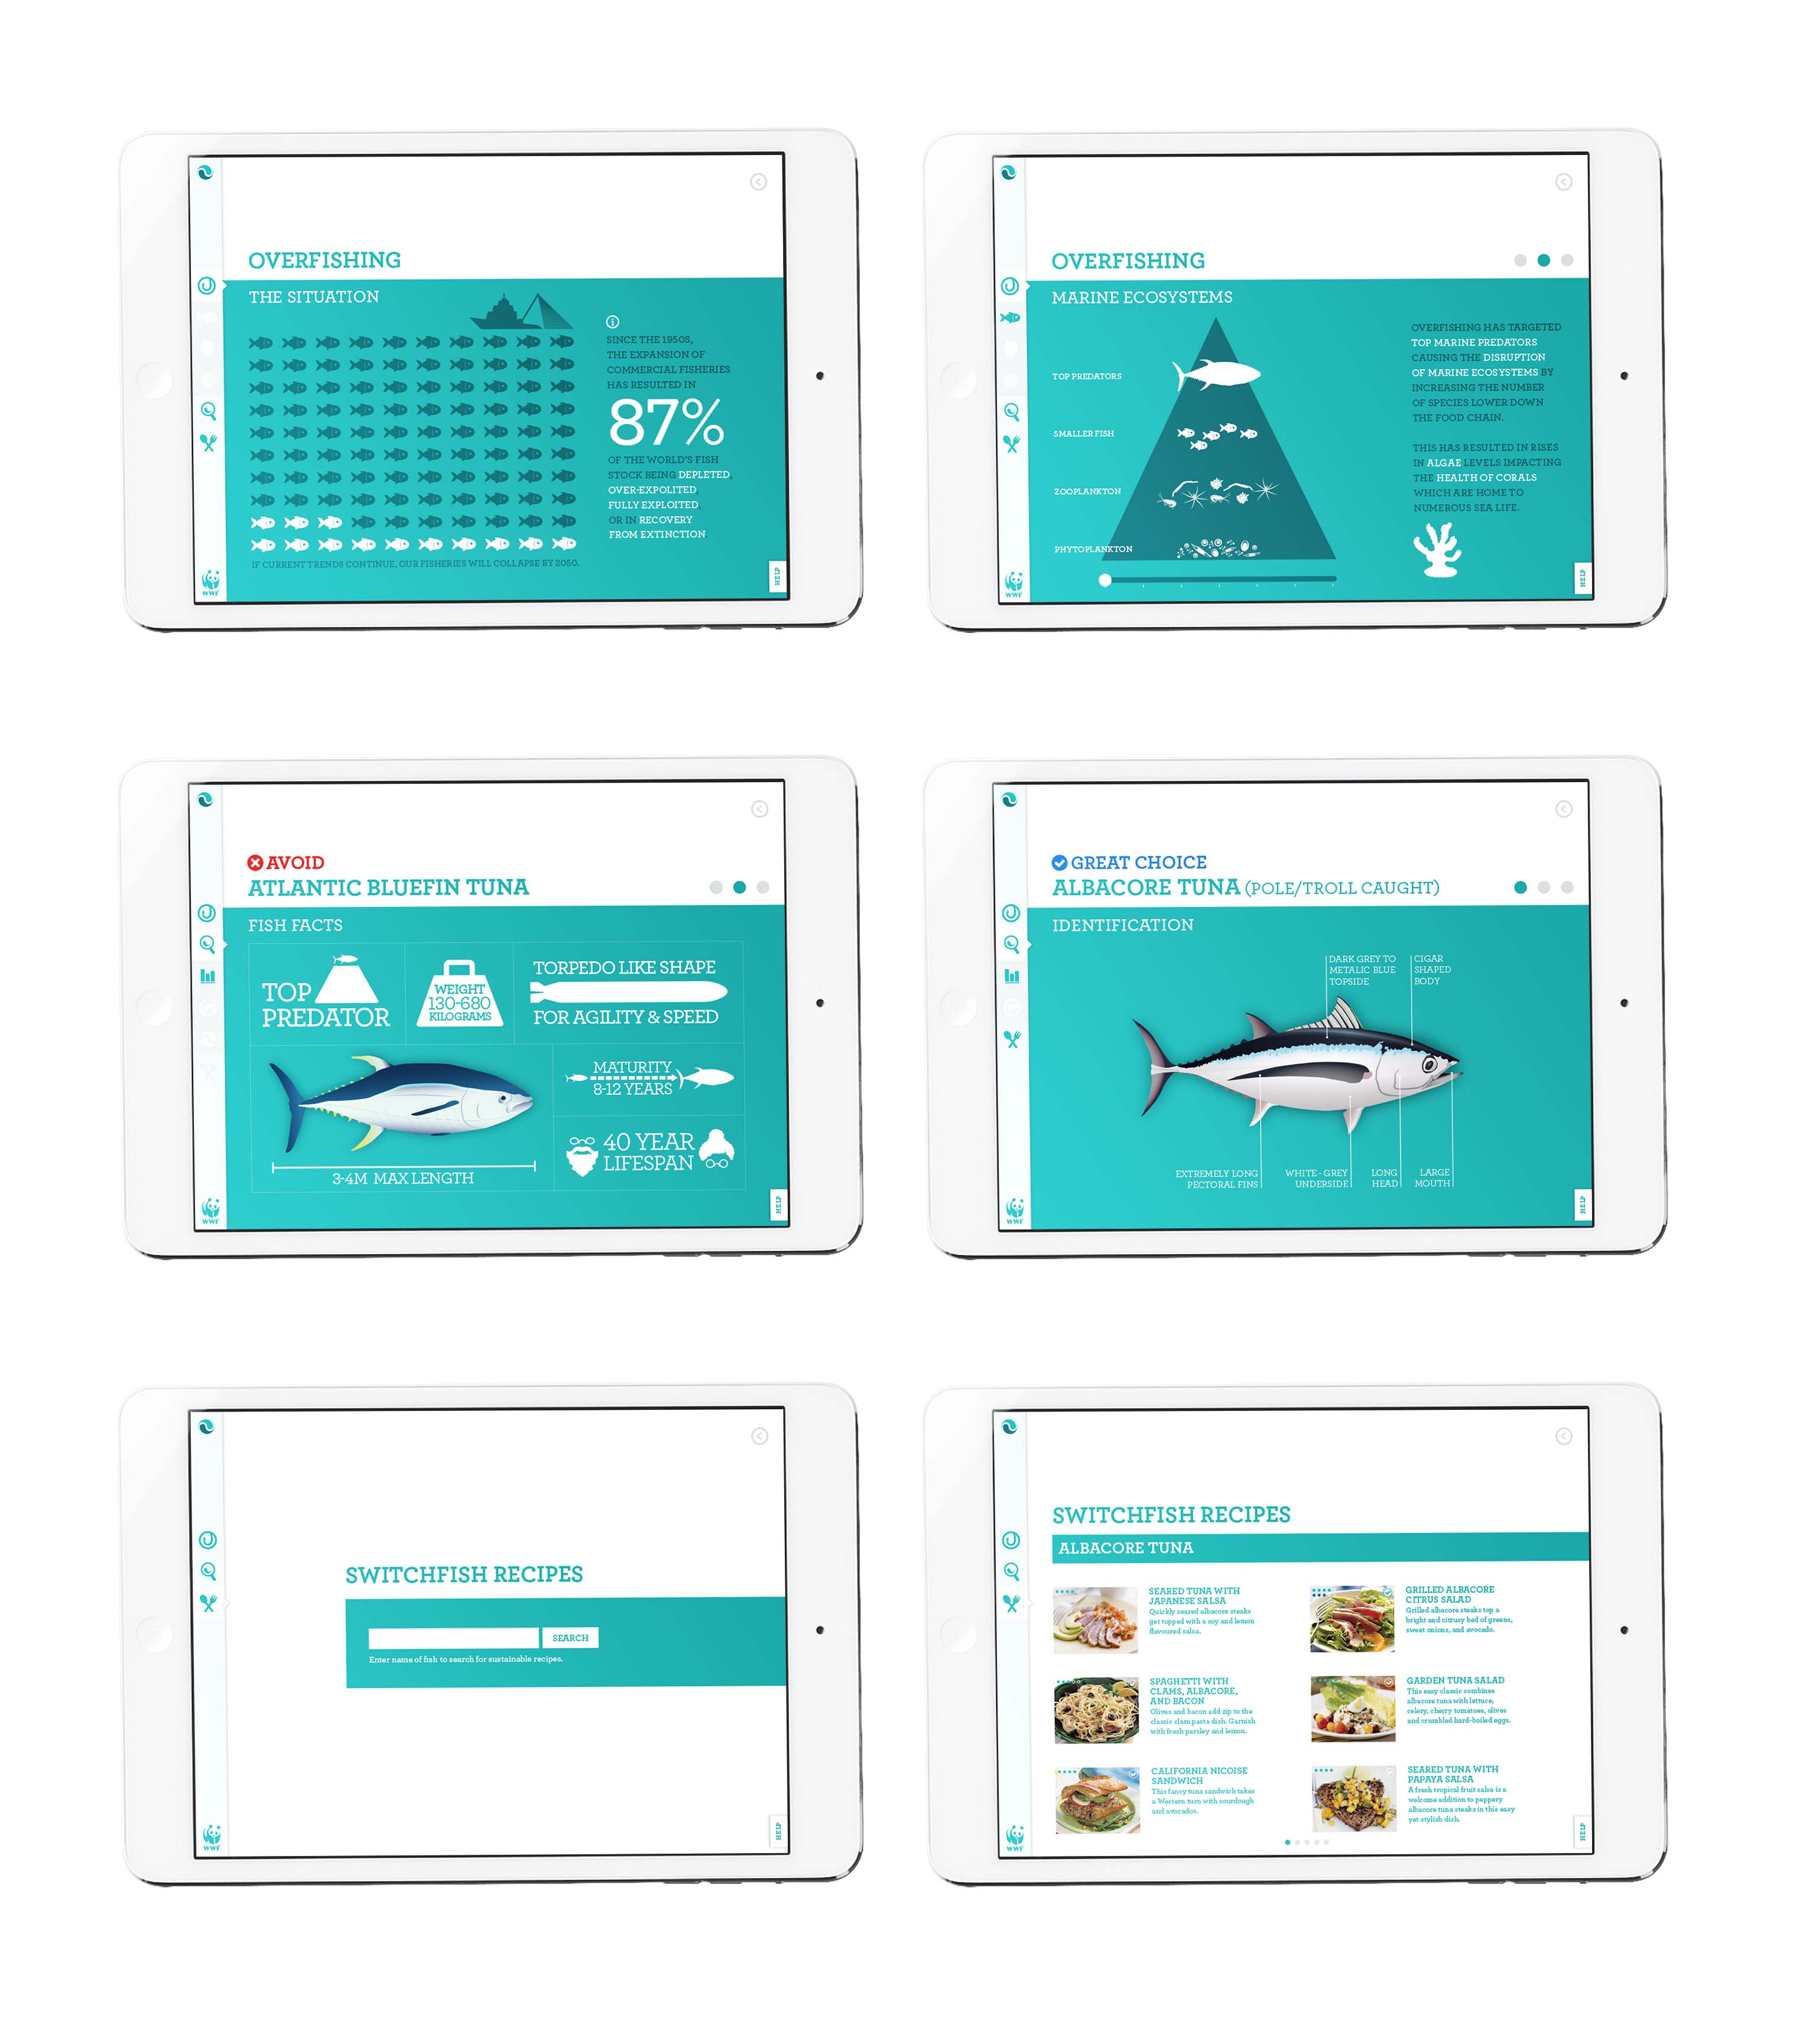 OVERFISHING
THE SITUATION
SINCE THE 1950S,
THE EXPANSION OF
COMMERCIAL FISHERIES
HAS RESULTED IN
87%
OF THE WORLD'S FISH
STOCK BEING DEPLETED,
OVER-EXPOLITED,
FULLY EXPLOITED,
OR IN RECOVERY
FROM EXTINCTION.
IF CURRENT TRENDS CONTINUE, OUR FISHERIES WILL COLLAPSE BY 2050.
HELP
WWF
OVERFISHING
MARINE ECOSYSTEMS
TOP PREDATORS
SMALLER FISH
ZOOPLANKTON
PHYTOPLANKTON
OVERFISHING HAS TARGETED
TOP MARINE PREDATORS
CAUSING THE DISRUPTION
OF MARINE ECOSYSTEMS BY
INCREASING THE NUMBER
OF SPECIES LOWER DOWN
THE FOOD CHAIN.
THIS HAS RESULTED IN RISES
IN ALGAE LEVELS IMPACTING
THE HEALTH OF CORALS
WHICH ARE HOME TO
NUMEROUS SEA LIFE.
HELP
WWF
AVOID
ATLANTIC BLUEFIN TUNA
FISH FACTS
TOP
PREDATOR
WEIGHT
130-680
KILOGRAMS
TORPEDO LIKE SHAPE
FOR AGILITY & SPEED
MATURITY
8-12 YEARS
40 YEAR
LIFESPAN
3-4M MAX LENGTH
HELP
WWF
GREAT CHOICE
ALBACORE TUNA (POLE/TROLL CAUGHT)
IDENTIFICATION
DARK GREY TO
METALIC BLUE
TOPSIDE
CIGAR
SHAPED
BODY
EXTREMELY LONG
PECTORAL FINS
WHITE - GREY
UNDERSIDE
LONG
HEAD
LARGE
MOUTH
HELP
WWF
SWITCHFISH RECIPES
SEARCH
Enter name of fish to search for sustainable recipes.
HELP
WWF
SWITCHFISH RECIPES
ALBACORE TUNA
SEARED TUNA WITH
JAPANESE SALSA
Quickly seared albacore steaks
get topped with a soy and lemon
flavoured salsa.
GRILLED ALBACORE
CITRUS SALAD
Grilled albacore steaks top a
bright and citrusy bed of greens,
sweet onions, and avocado.
SPAGHETTI WITH
CLAMS, ALBACORE,
AND BACON
Olives and bacon add zip to the
classic clam pasta dish. Garnish
with fresh parsley and lemon.
GARDEN TUNA SALAD
This easy classic combines
albacore tuna with lettuce,
celery, cherry tomatoes, olives
and crumbled hard-boiled eggs.
CALIFORNIA NICOISE
SANDWICH
This fancy tuna sandwich takes
a Western turn with sourdough
and avocados.
SEARED TUNA WITH
PAPAYA SALSA
A fresh tropical fruit salsa is a
welcome addition to peppery
albacore tuna steaks in this easy
yet stylish dish.
HELP
WWF